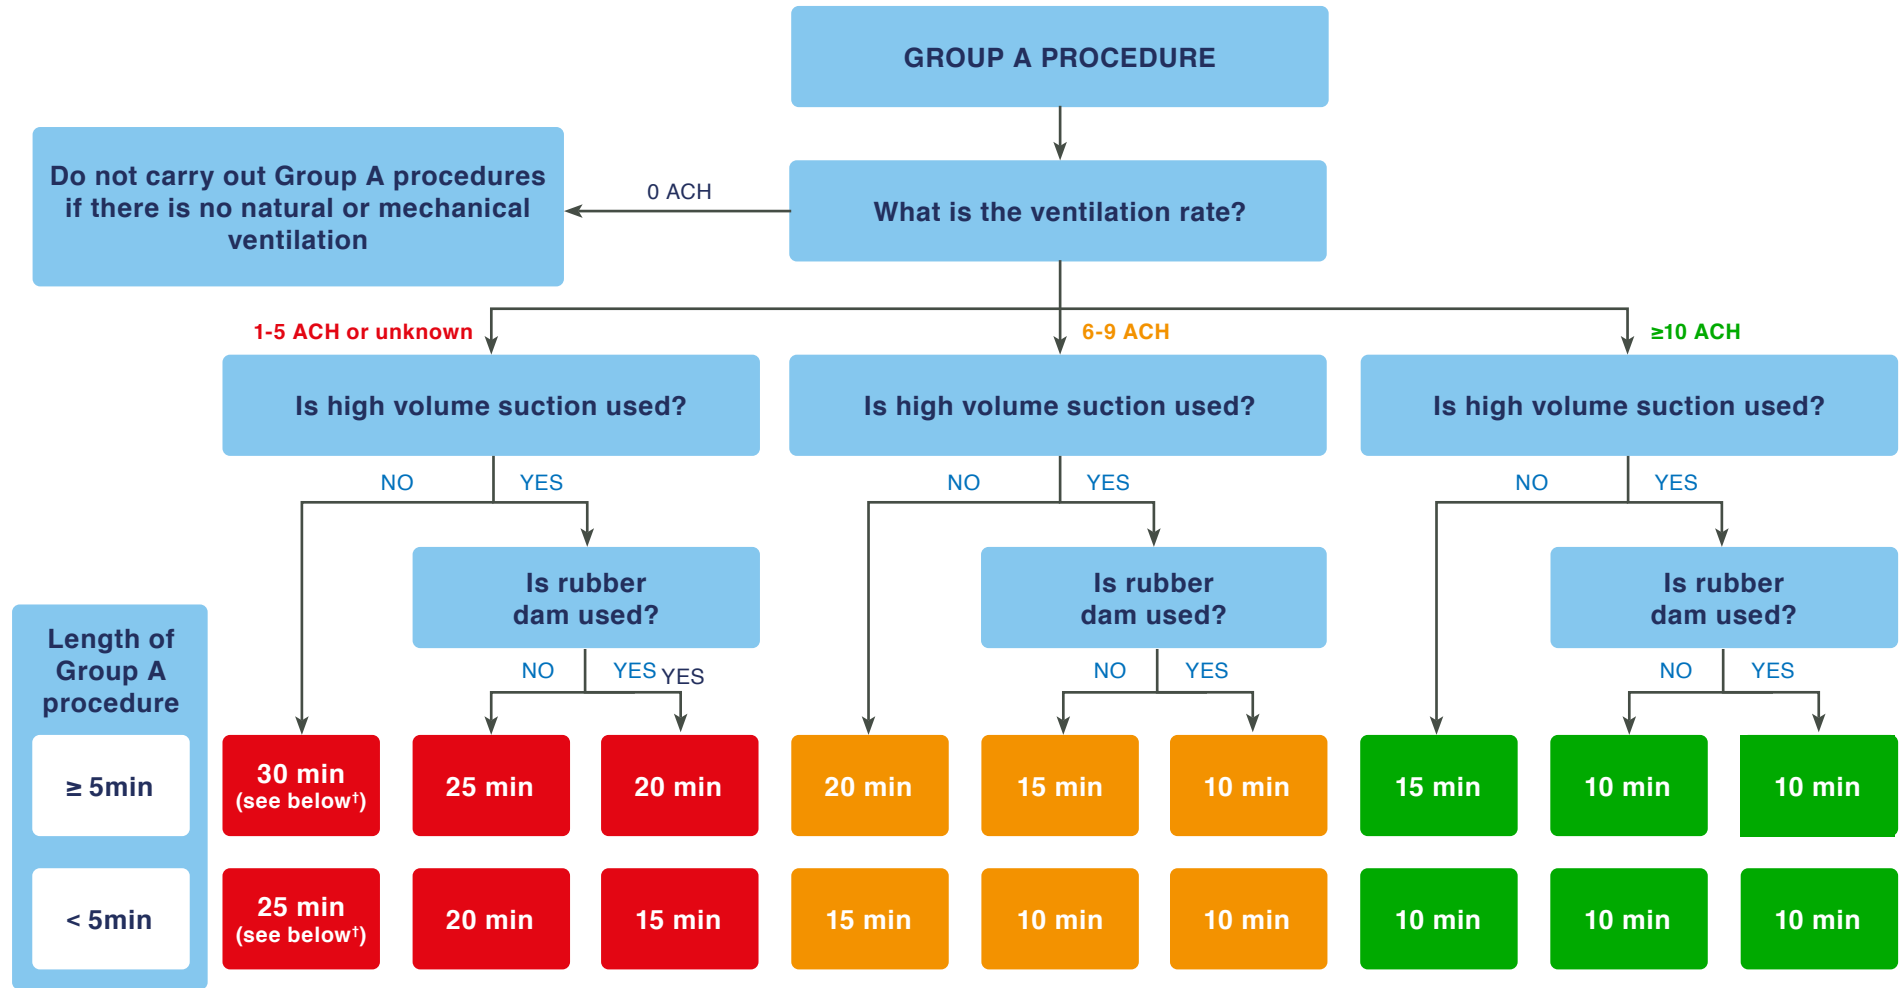 GROUP A PROCEDURE
Do not carry out Group A procedures
if there is no natural or mechanical
ventilation
0 ACH
What is the ventilation rate?
1-5 ACH or unknown
6-9 ACH
≥10 ACH
Is high volume suction used?
Is high volume suction used?
Is high volume suction used?
NO
YES
NO
YES
NO
YES
Is rubber
dam used?
Is rubber
dam used?
Is rubber
dam used?
NO
YES
YES
NO
YES
NO
YES
Length of
Group A
procedure
≥ 5min
30 min
(see below†)
25 min
20 min
20 min
15 min
10 min
15 min
10 min
10 min
< 5min
25 min
(see below†)
20 min
15 min
15 min
10 min
10 min
10 min
10 min
10 min